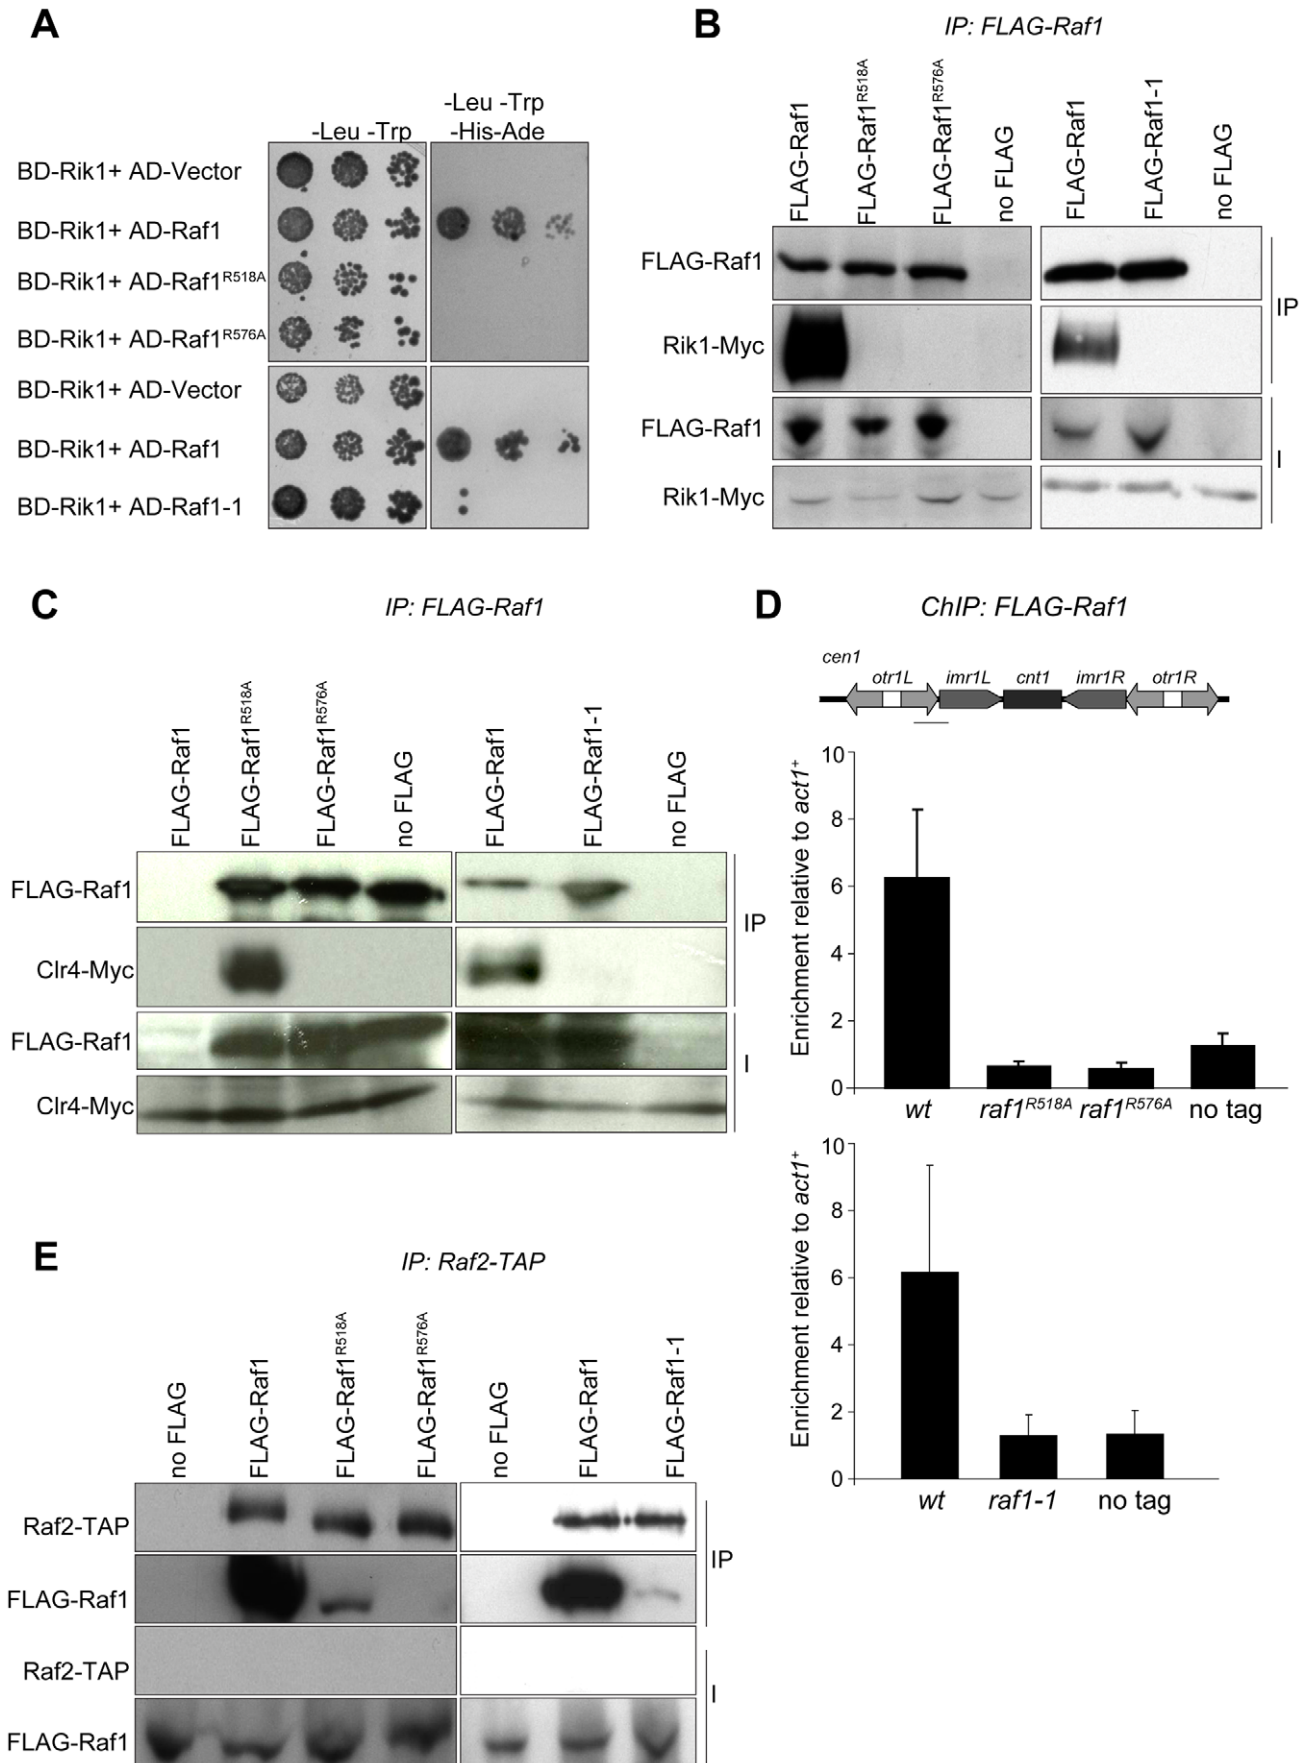 A
-Leu -Trp
-Leu -Trp
-His-Ade
BD-Rik1+ AD-Vector
BD-Rik1+ AD-Raf1
BD-Rik1+ AD-Raf1R518A
BD-Rik1+ AD-Raf1R576A
BD-Rik1+ AD-Vector
BD-Rik1+ AD-Raf1
BD-Rik1+ AD-Raf1-1
B
IP: FLAG-Raf1
FLAG-Raf1
FLAG-Raf1R518A
FLAG-Raf1R576A
no FLAG
FLAG-Raf1
FLAG-Raf1-1
no FLAG
FLAG-Raf1
Rik1-Myc
IP
FLAG-Raf1
Rik1-Myc
I
C
IP: FLAG-Raf1
FLAG-Raf1
FLAG-Raf1R518A
FLAG-Raf1R576A
no FLAG
FLAG-Raf1
FLAG-Raf1-1
no FLAG
FLAG-Raf1
Clr4-Myc
IP
FLAG-Raf1
Clr4-Myc
I
D
ChIP: FLAG-Raf1
cen1
otr1L imr1L cnt1 imr1R otr1R
Enrichment relative to act1+
10
8
6
4
2
0
wt raf1R518A raf1R576A no tag
Enrichment relative to act1+
10
8
6
4
2
0
wt raf1-1 no tag
E
IP: Raf2-TAP
no FLAG
FLAG-Raf1
FLAG-Raf1R518A
FLAG-Raf1R576A
no FLAG
FLAG-Raf1
FLAG-Raf1-1
Raf2-TAP
FLAG-Raf1
IP
Raf2-TAP
FLAG-Raf1
I